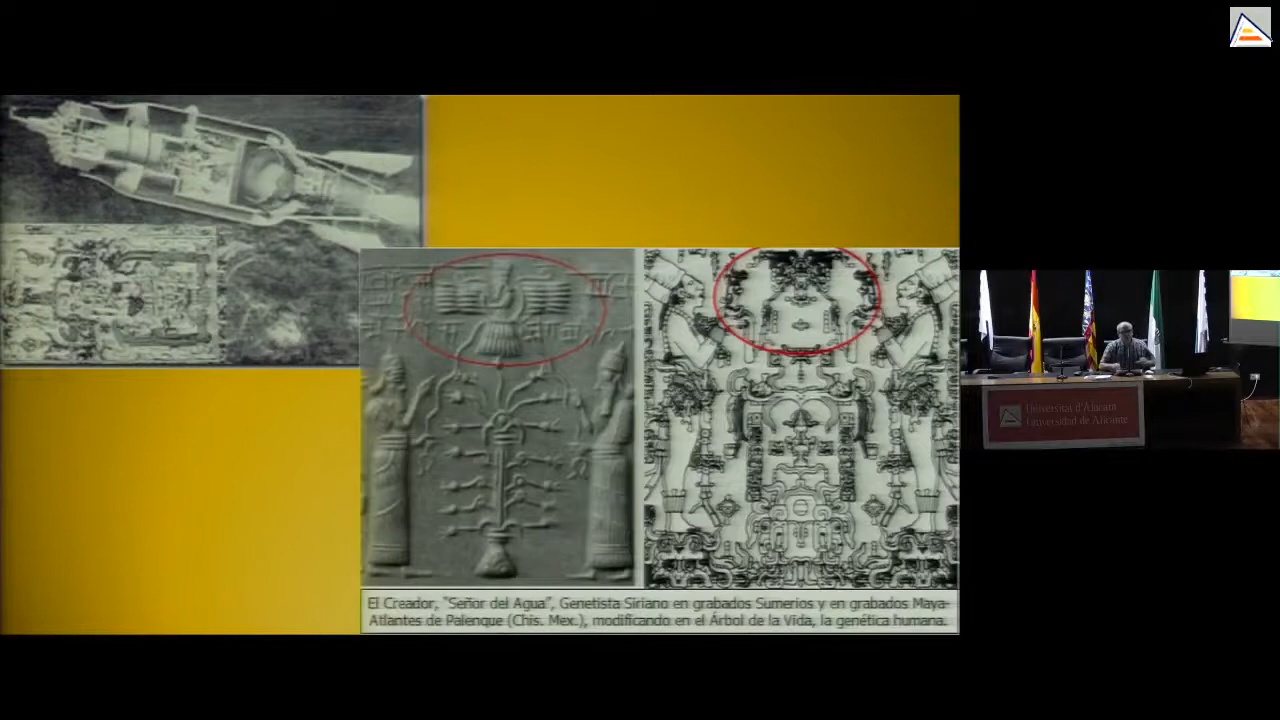 El Creador, "Señor del Agua", Genetista Siriano en grabados Sumerios y en grabados Maya-
Atlantes de Palenque (Chis. Mex.), modificando en el Árbol de la Vida, la genética humana.
Universitat d'Alacant
Universidad de Alicante